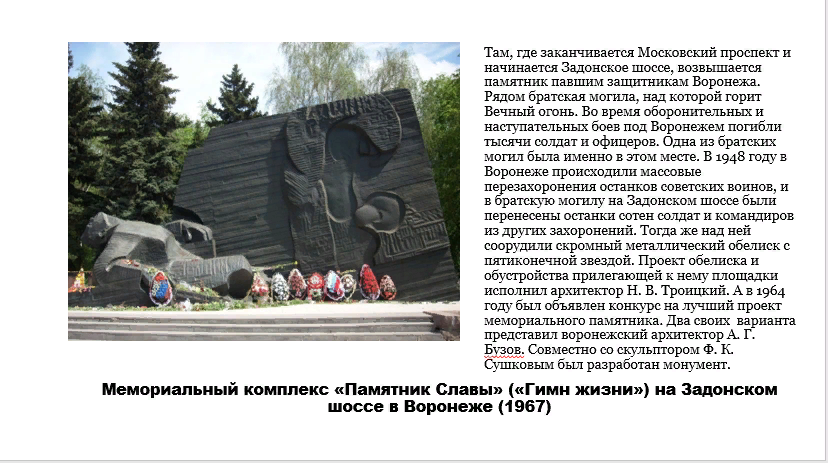 Там, где заканчивается Московский проспект и
начинается Задонское шоссе, возвышается
памятник павшим защитникам Воронежа.
Рядом братская могила, над которой горит
Вечный огонь. Во время оборонительных и
наступательных боев под Воронежем погибли
тысячи солдат и офицеров. Одна из братских
могил была именно в этом месте. В 1948 году в
Воронеже происходили массовые
перезахоронения останков советских воинов, и
в братскую могилу на Задонском шоссе были
перенесены останки сотен солдат и командиров
из других захоронений. Тогда же над ней
соорудили скромный металлический обелиск с
пятиконечной звездой. Проект обелиска и
обустройства прилегающей к нему площадки
исполнил архитектор Н. В. Троицкий. А в 1964
году был объявлен конкурс на лучший проект
мемориального памятника. Два своих варианта
представил воронежский архитектор А. Г.
Бузов. Совместно со скульптором Ф. К.
Сушковым был разработан монумент.
Мемориальный комплекс «Памятник Славы» («Гимн жизни») на Задонском
шоссе в Воронеже (1967)